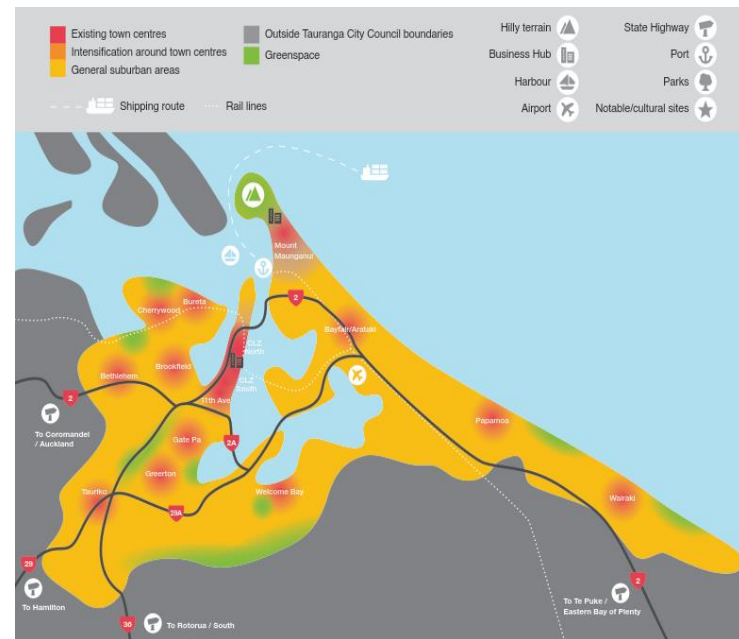 Existing town centres
Intensification around town centres
General suburban areas
Outside Tauranga City Council boundaries
Greenspace
Shipping route
Rail lines
Hilly terrain
Business Hub
Harbour
Airport
State Highway
Port
Parks
Notable/cultural sites
Mount
Maunganui
Cherrywood
Bureta
2
Bayfair/Arataki
CLZ
North
Bethlehem
Brookfield
CLZ
South
11th Ave
2
To Coromandel
/ Auckland
Gate Pa
2A
Papamoa
Greerton
Tauriko
Welcome Bay
Wairaki
29A
29
To Hamilton
2
To Te Puke /
Eastern Bay of Plenty
36
To Rotorua / South